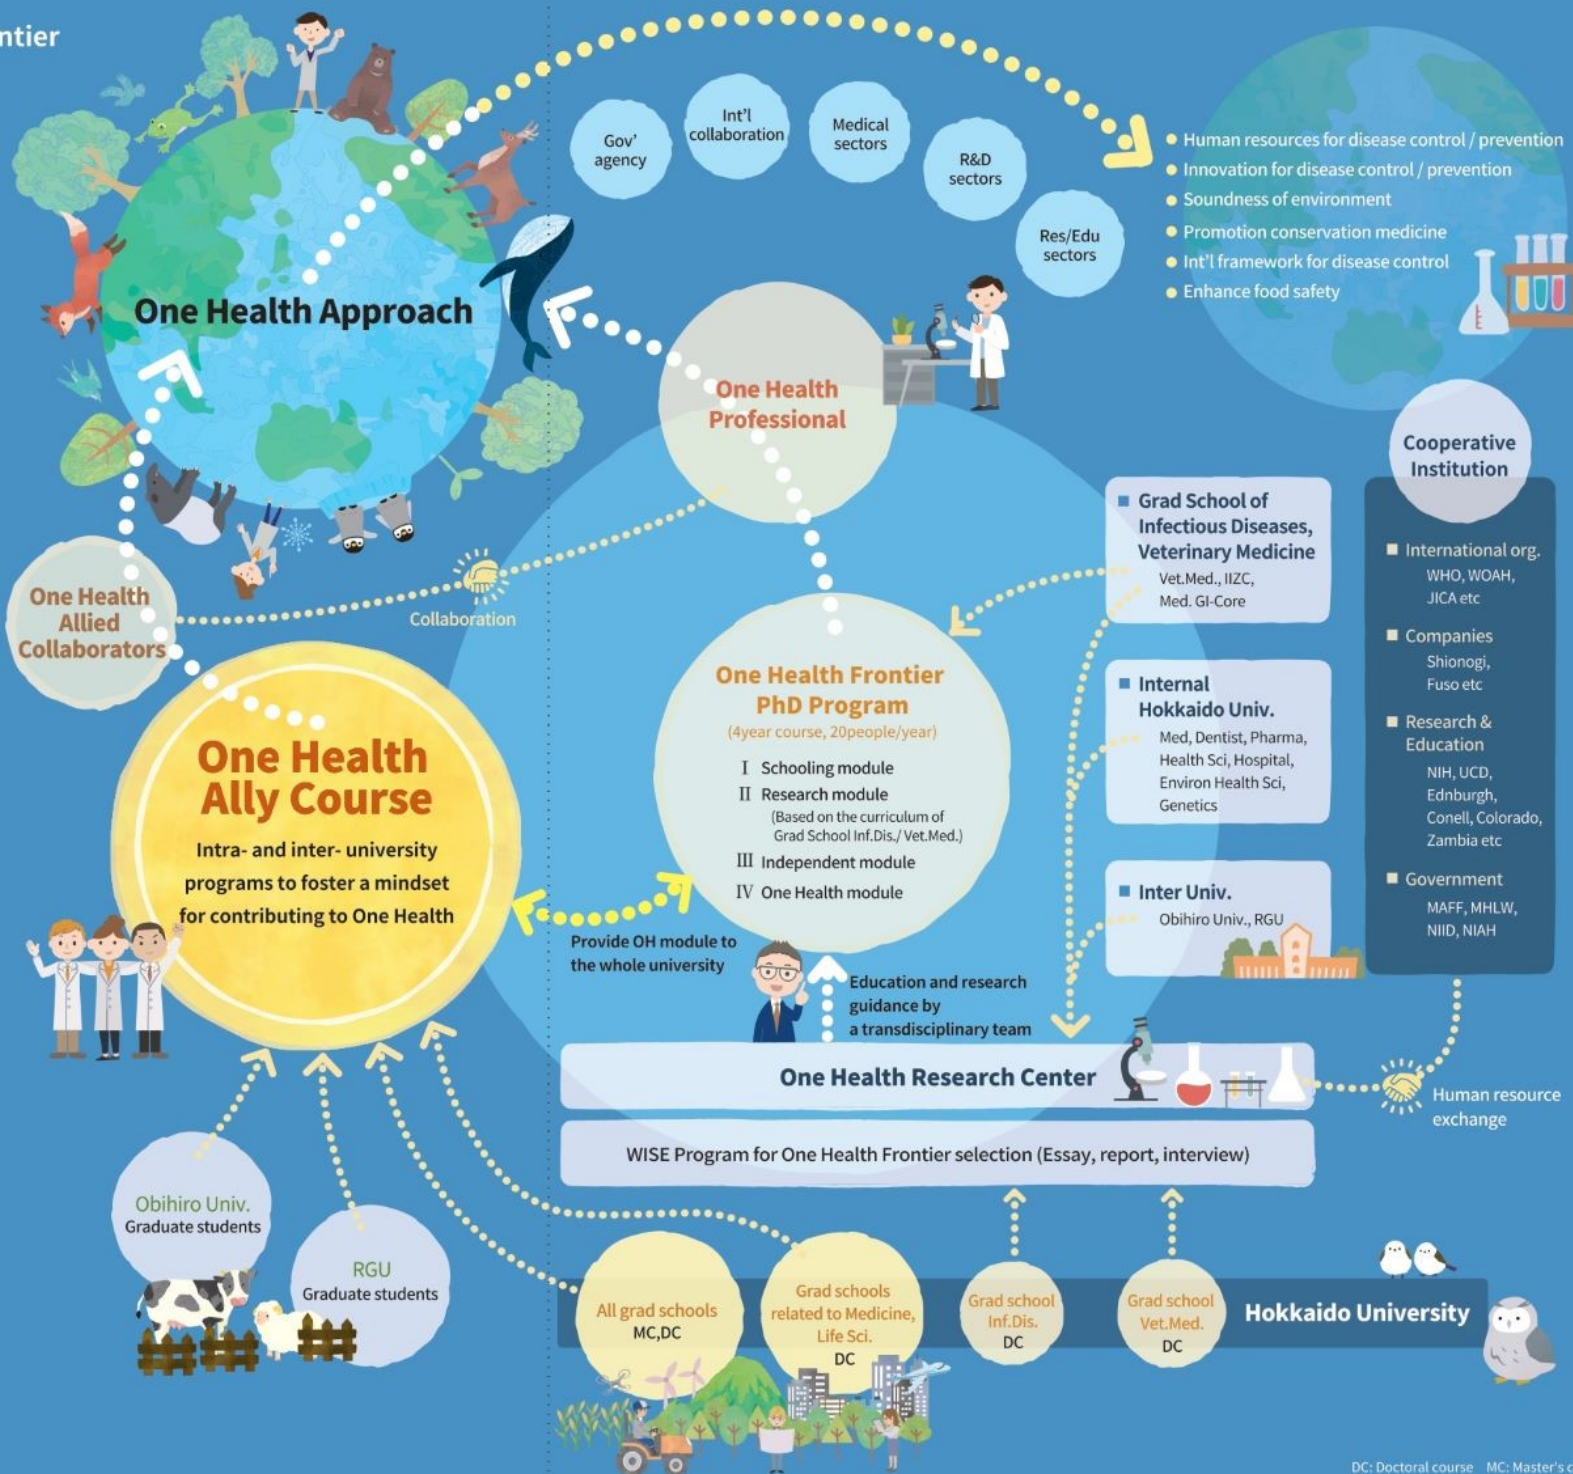 ntier
One Health Approach
Gov'
agency
Int'l
collaboration
Medical
sectors
R&D
sectors
Res/Edu
sectors
Human resources for disease control / prevention
Innovation for disease control / prevention
Soundness of environment
Promotion conservation medicine
Int'l framework for disease control
Enhance food safety
One Health
Professional
One Health
Allied
Collaborators
Collaboration
One Health
Ally Course
Intra- and inter- university
programs to foster a mindset
for contributing to One Health
One Health Frontier
PhD Program
(4year course, 20people/year)
I Schooling module
II Research module
(Based on the curriculum of
Grad School Inf.Dis./ Vet.Med.)
III Independent module
IV One Health module
Provide OH module to
the whole university
Education and research
guidance by
a transdisciplinary team
Grad School of
Infectious Diseases,
Veterinary Medicine
Vet.Med., IIZC,
Med. GI-Core
Internal
Hokkaido Univ.
Med, Dentist, Pharma,
Health Sci, Hospital,
Environ Health Sci,
Genetics
Inter Univ.
Obihiro Univ., RGU
Cooperative
Institution
International org.
WHO, WOAH,
JICA etc
Companies
Shionogi,
Fuso etc
Research &
Education
NIH, UCD,
Ednburgh,
Conell, Colorado,
Zambia etc
Government
MAFF, MHLW,
NIID, NIAH
Human resource
exchange
One Health Research Center
WISE Program for One Health Frontier selection (Essay, report, interview)
Obihiro Univ.
Graduate students
RGU
Graduate students
All grad schools
MC,DC
Grad schools
related to Medicine,
Life Sci.
DC
Grad school
Inf.Dis.
DC
Grad school
Vet.Med.
DC
Hokkaido University
DC: Doctoral course MC: Master's c